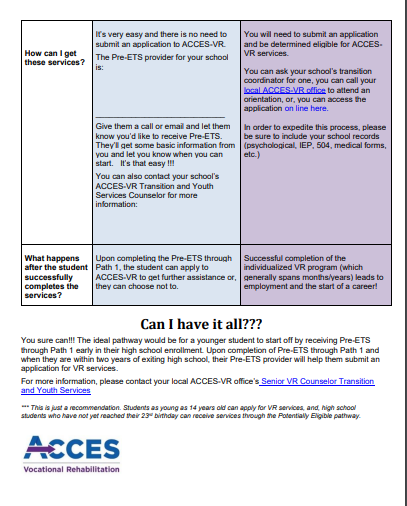 How can I get
these services?
It's very easy and there is no need to
submit an application to ACCES-VR.
The Pre-ETS provider for your school
is:
Give them a call or email and let them
know you'd like to receive Pre-ETS.
They'll get some basic information from
you and let you know when you can
start. It's that easy !!!
You can also contact your school's
ACCES-VR Transition and Youth
Services Counselor for more
information:
You will need to submit an application
and be determined eligible for ACCES-
VR services.
You can ask your school's transition
coordinator for one, you can call your
local ACCES-VR office to attend an
orientation, or, you can access the
application on line here.
In order to expedite this process, please
be sure to include your school records
(psychological, IEP, 504, medical forms,
etc.)
What happens
after the student
successfully
completes the
services?
Upon completing the Pre-ETS through
Path 1, the student can apply to
ACCES-VR to get further assistance or,
they can choose not to.
Successful completion of the
individualized VR program (which
generally spans months/years) leads to
employment and the start of a career!
Can I have it all???
You sure can!!! The ideal pathway would be for a younger student to start off by receiving Pre-ETS
through Path 1 early in their high school enrollment. Upon completion of Pre-ETS through Path 1 and
when they are within two years of exiting high school, their Pre-ETS provider will help them submit an
application for VR services.
For more information, please contact your local ACCES-VR office's Senior VR Counselor Transition
and Youth Services
*** This is just a recommendation. Students as young as 14 years old can apply for VR services, and, high school
students who have not yet reached their 23rd birthday can receive services through the Potentially Eligible pathway.
ACCES
Vocational Rehabilitation